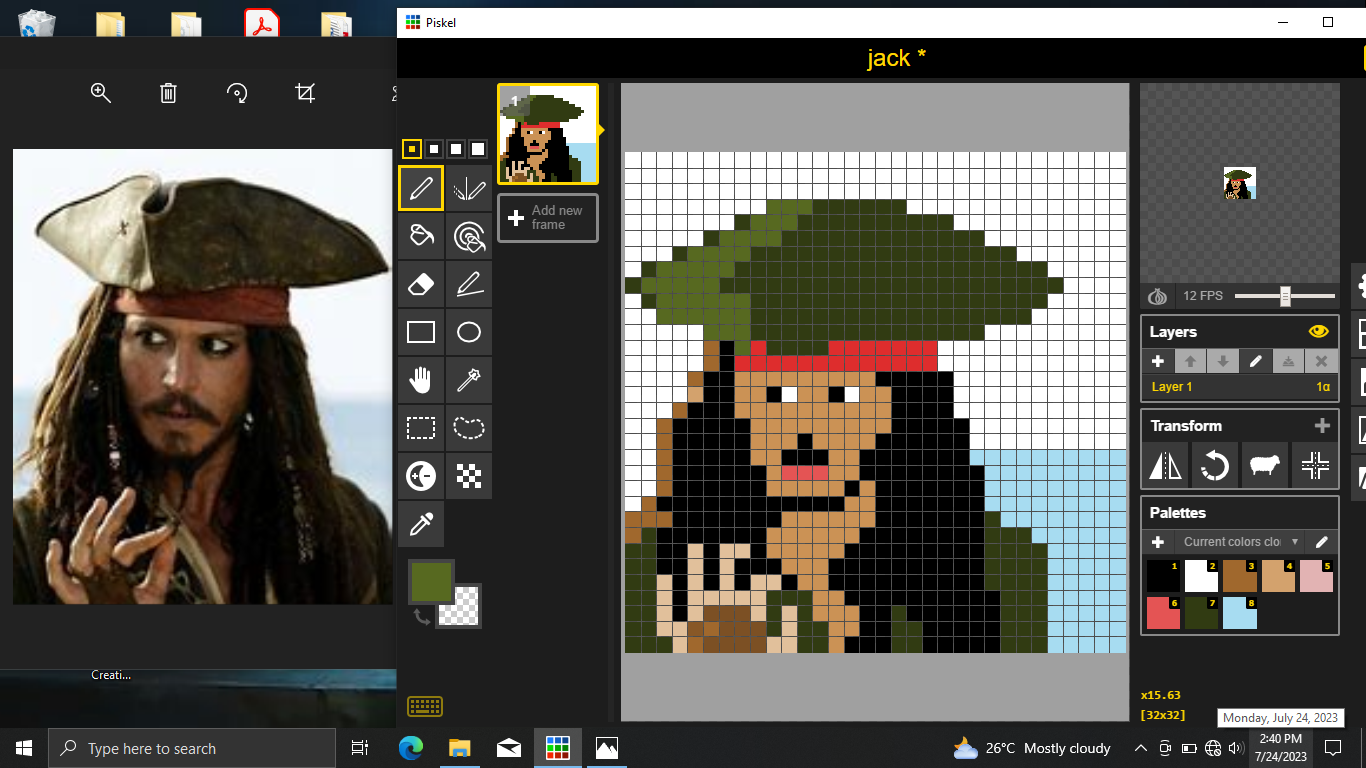 Piskel
jack *
1
Add new
frame
12 FPS
Layers
Layer 1
1α
Transform
Palettes
Current colors clo
1
2
3
4
5
6
7
8
Creati...
x15.63
[32x32]
Monday, July 24, 2023
Type here to search
26°C Mostly cloudy
2:40 PM
7/24/2023